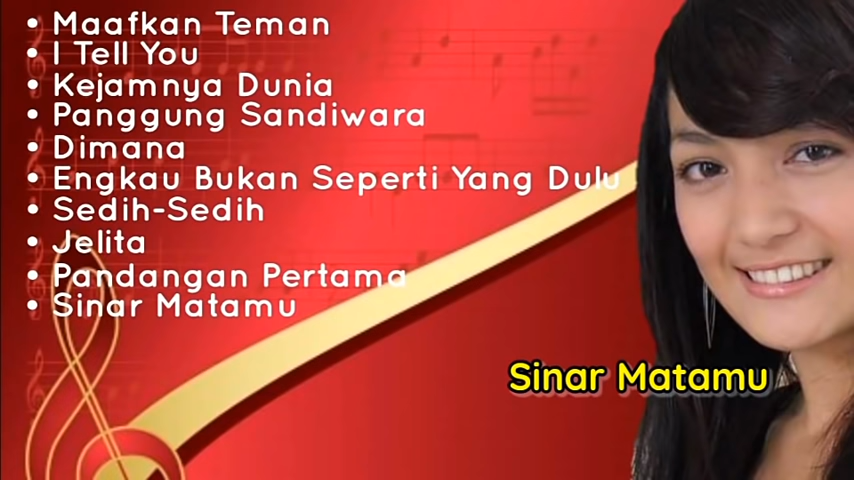 • Maafkan Teman
• I Tell You
• Kejamnya Dunia
• Panggung Sandiwara
• Dimana
• Engkau Bukan Seperti Yang Dulu
• Sedih-Sedih
• Jelita
• Pandangan Pertama
• Sinar Matamu
Sinar Matamu